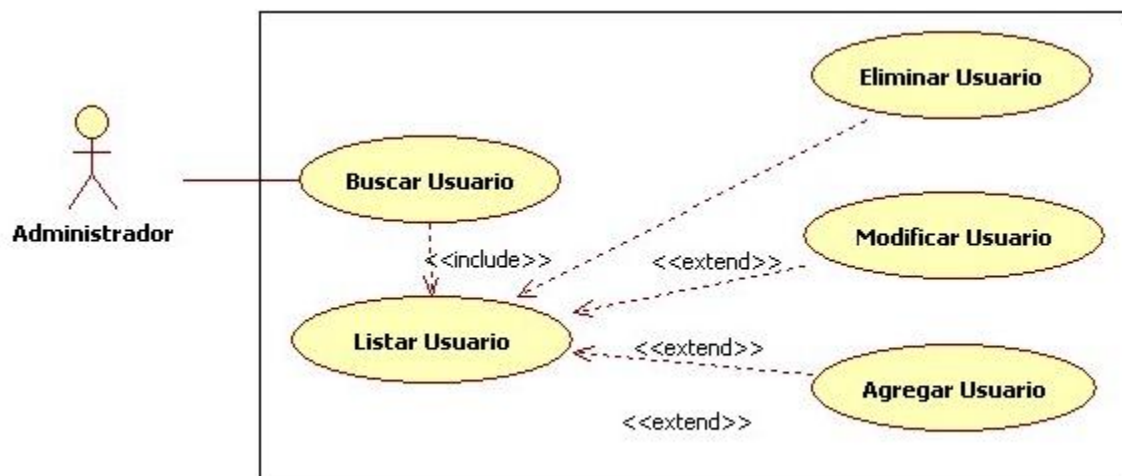 Eliminar Usuario
Buscar Usuario
Administrador
Modificar Usuario
<<include>>
<<extend>>
Listar Usuario
<<extend>>
Agregar Usuario
<<extend>>